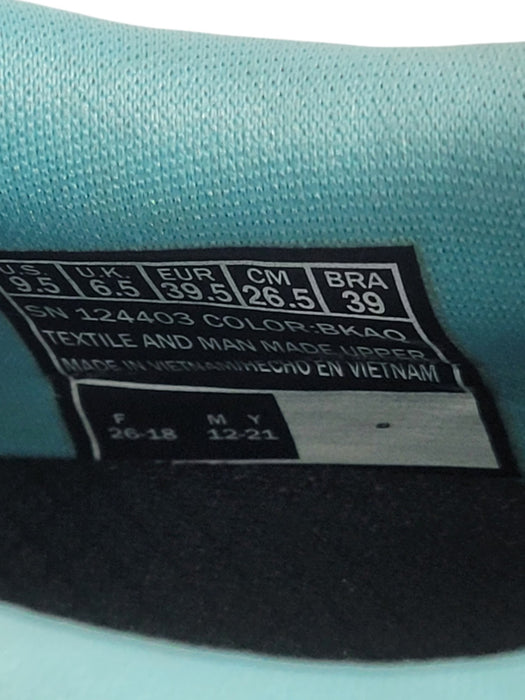 U.S. U.K. EUR CM BRA
9.5 6.5 39.5 26.5 39
SN 124403 COLOR:BKAQ
TEXTILE AND MAN MADE UPPER
MADE IN VIETNAM/HECHO EN VIETNAM
F M Y
26-18 12-21